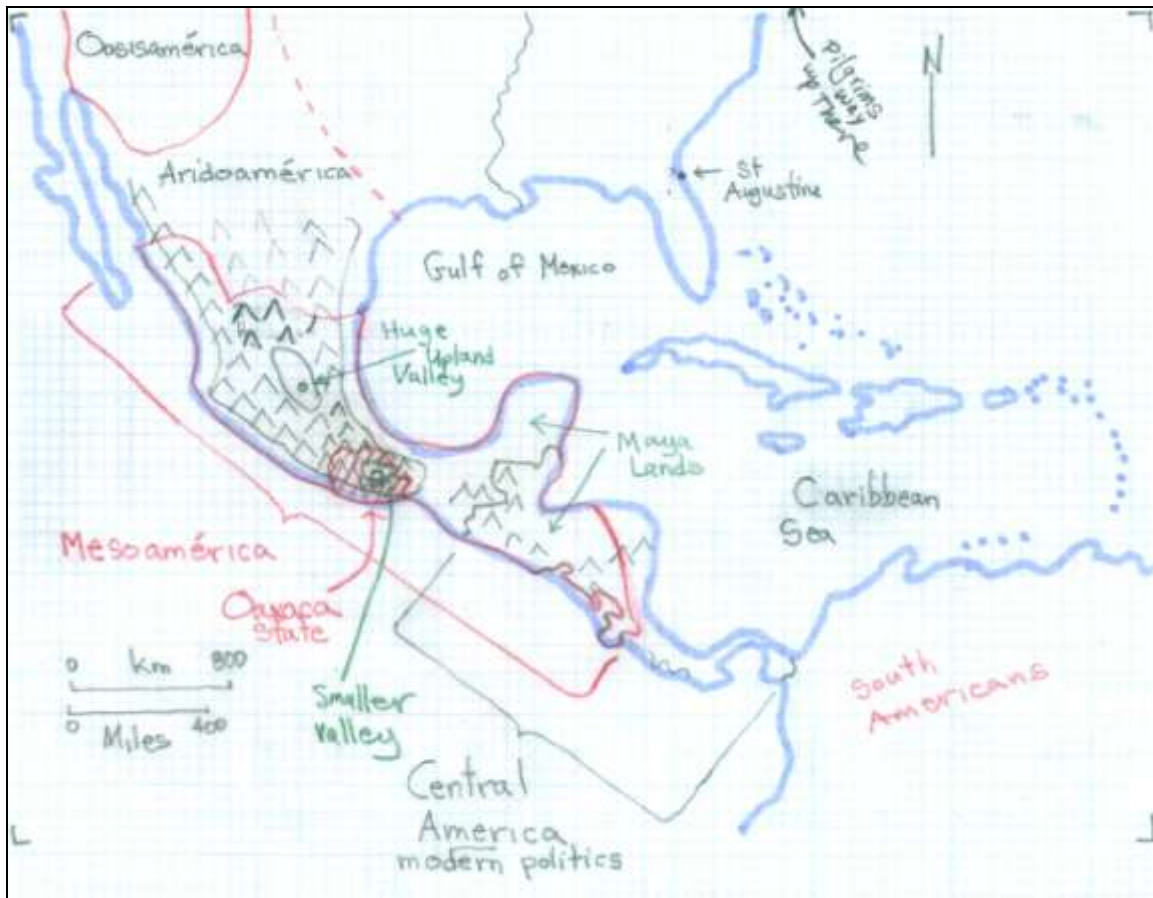 Oasisamérica
Pilgrims
way
up There
N
Aridoamérica
St
Augustine
Gulf of Mexico
Huge
Upland
Valley
Maya
Lands
Caribbean
Sea
Mesoamérica
Oaxaca
State
0 km 800
0 400
Miles
Smaller
valley
South
Americans
Central
America
modern politics